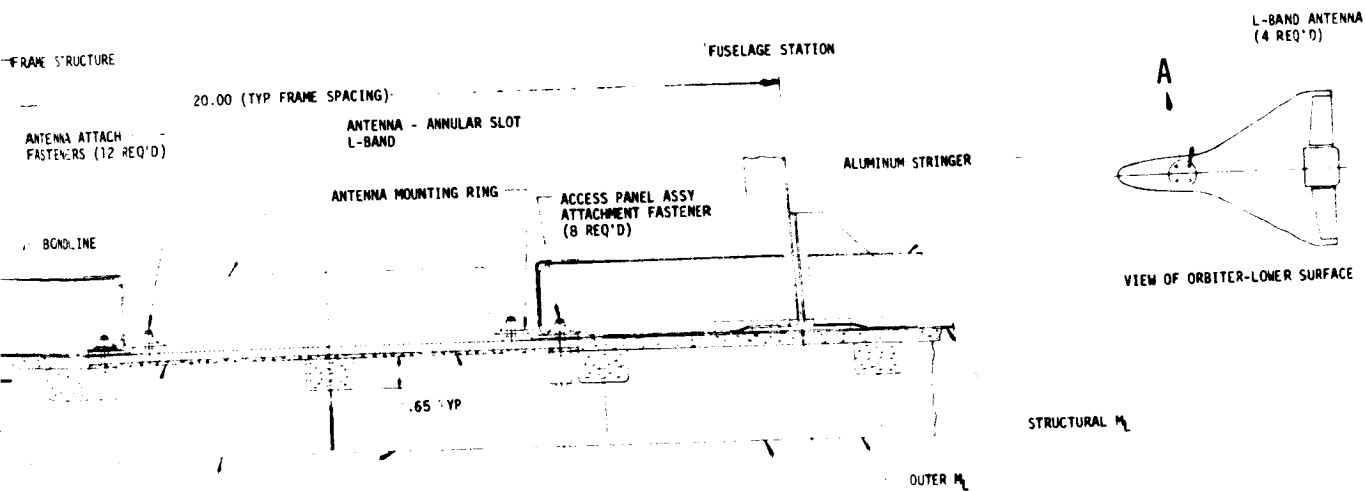 L-BAND ANTENNA
(4 REQ'D)
FRAME STRUCTURE
FUSELAGE STATION
A
20.00 (TYP FRAME SPACING)
ANTENNA ATTACH
FASTENERS (12 REQ'D)
ANTENNA - ANNULAR SLOT
L-BAND
ALUMINUM STRINGER
ANTENNA MOUNTING RING
ACCESS PANEL ASSY
ATTACHMENT FASTENER
(8 REQ'D)
BONDLINE
VIEW OF ORBITER-LOWER SURFACE
.65 TYP
STRUCTURAL ML
OUTER ML